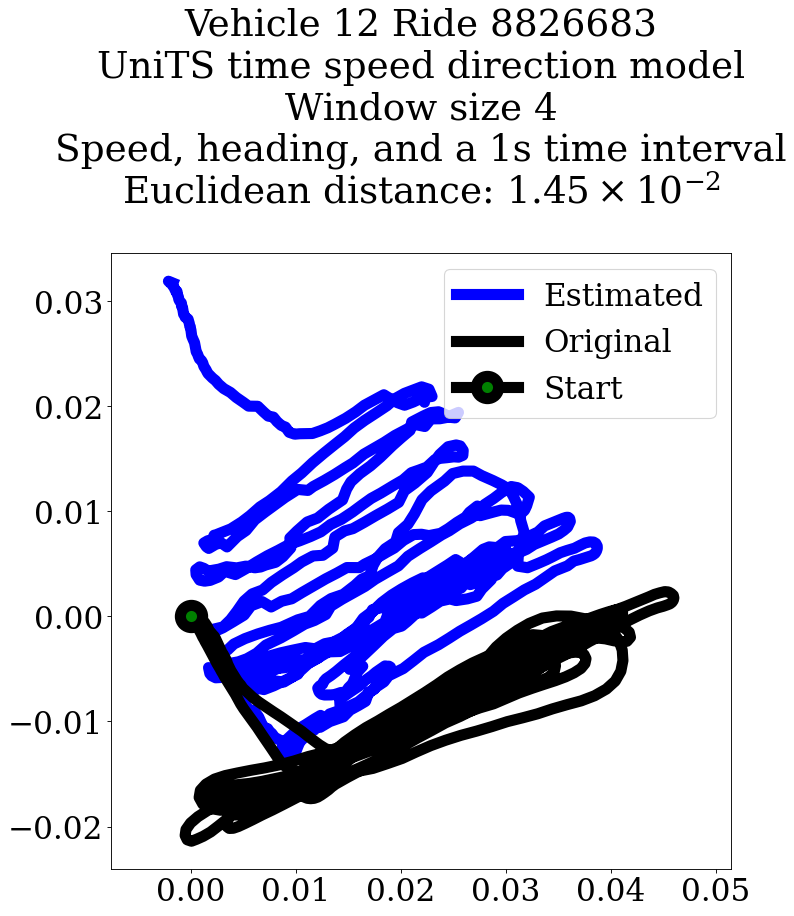 Vehicle 12 Ride 8826683
UniTS time speed direction model
Window size 4
Speed, heading, and a 1s time interval
Euclidean distance: 1.45 × 10⁻²
Estimated
Original
Start
0.03
0.02
0.01
0.00
−0.01
−0.02
0.00 0.01 0.02 0.03 0.04 0.05